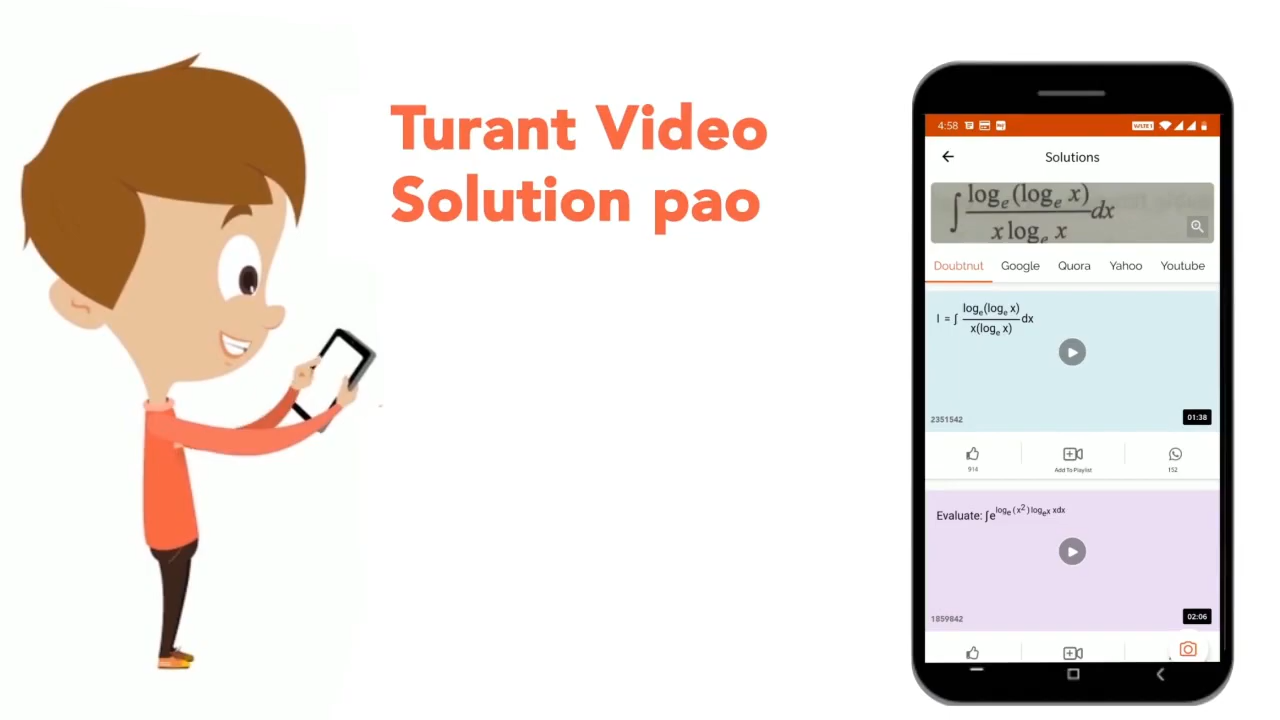 Turant Video
Solution pao
4:58
Solutions
∫ logₑ(logₑ x) / x logₑ x dx
Doubtnut Google Quora Yahoo Youtube
I = ∫ logₑ(logₑ x) / x(logₑ x) dx
2351542 01:38
914 Add To Playlist 152
Evaluate: ∫e^logₑ(x²)logₑx xdx
1859842 02:06